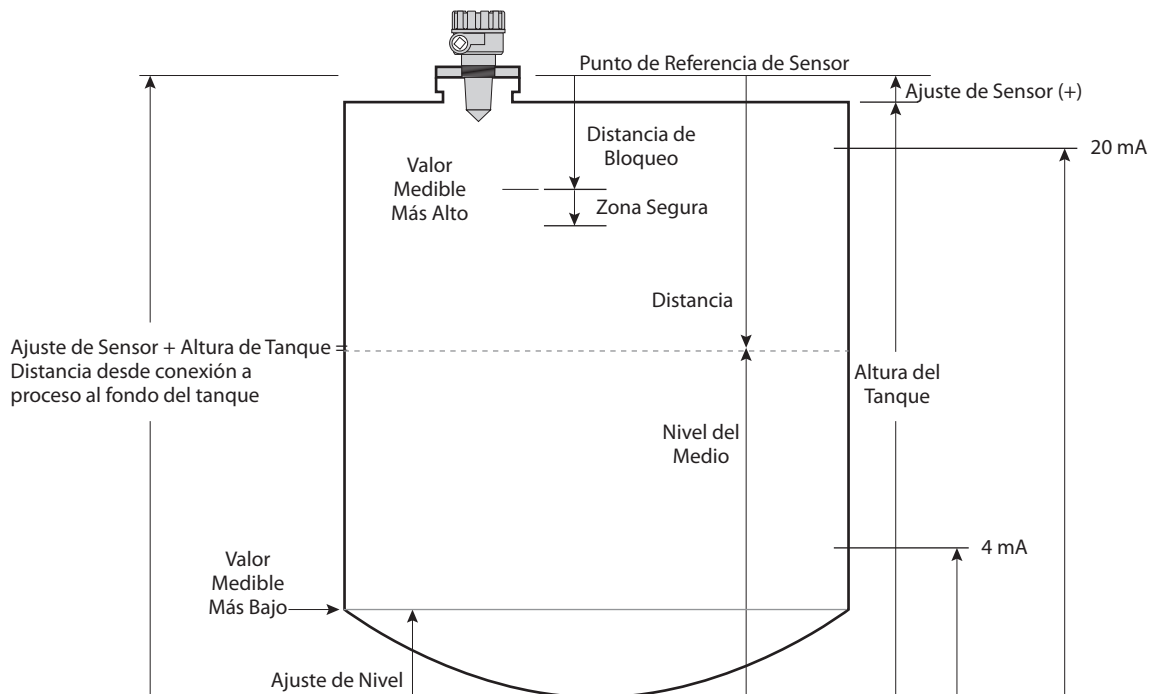 Punto de Referencia de Sensor
Ajuste de Sensor (+)
Distancia de
Bloqueo
20 mA
Valor
Medible
Más Alto
Zona Segura
Distancia
Ajuste de Sensor + Altura de Tanque =
Distancia desde conexión a
proceso al fondo del tanque
Altura del
Tanque
Nivel del
Medio
4 mA
Valor
Medible
Más Bajo
Ajuste de Nivel